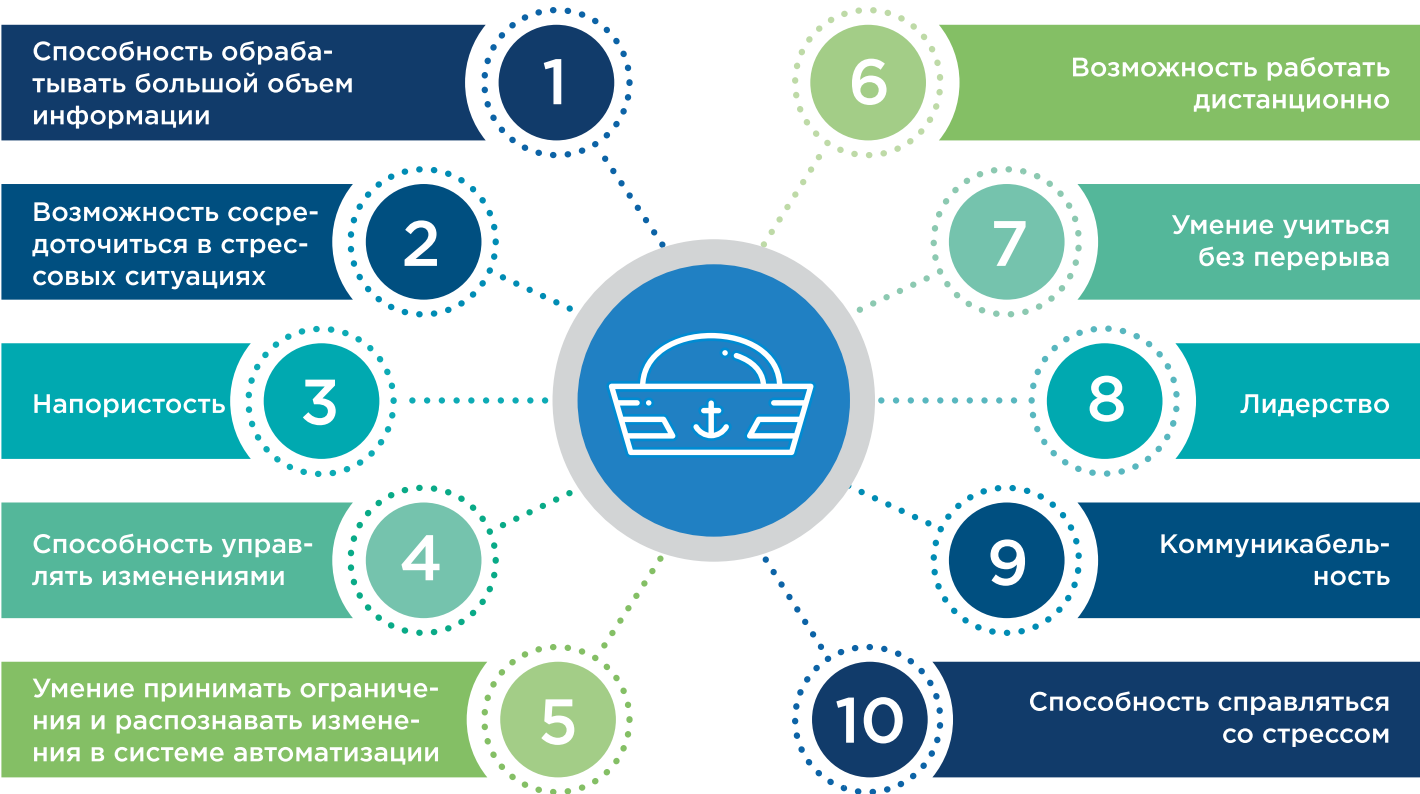 1
Способность обраба-
тывать большой объем
информации
2
Возможность сосре-
доточиться в стрес-
совых ситуациях
3
Напористость
4
Способность управ-
лять изменениями
5
Умение принимать ограниче-
ния и распознавать измене-
ния в системе автоматизации
6
Возможность работать
дистанционно
7
Умение учиться
без перерыва
8
Лидерство
9
Коммуникабель-
ность
10
Способность справляться
со стрессом